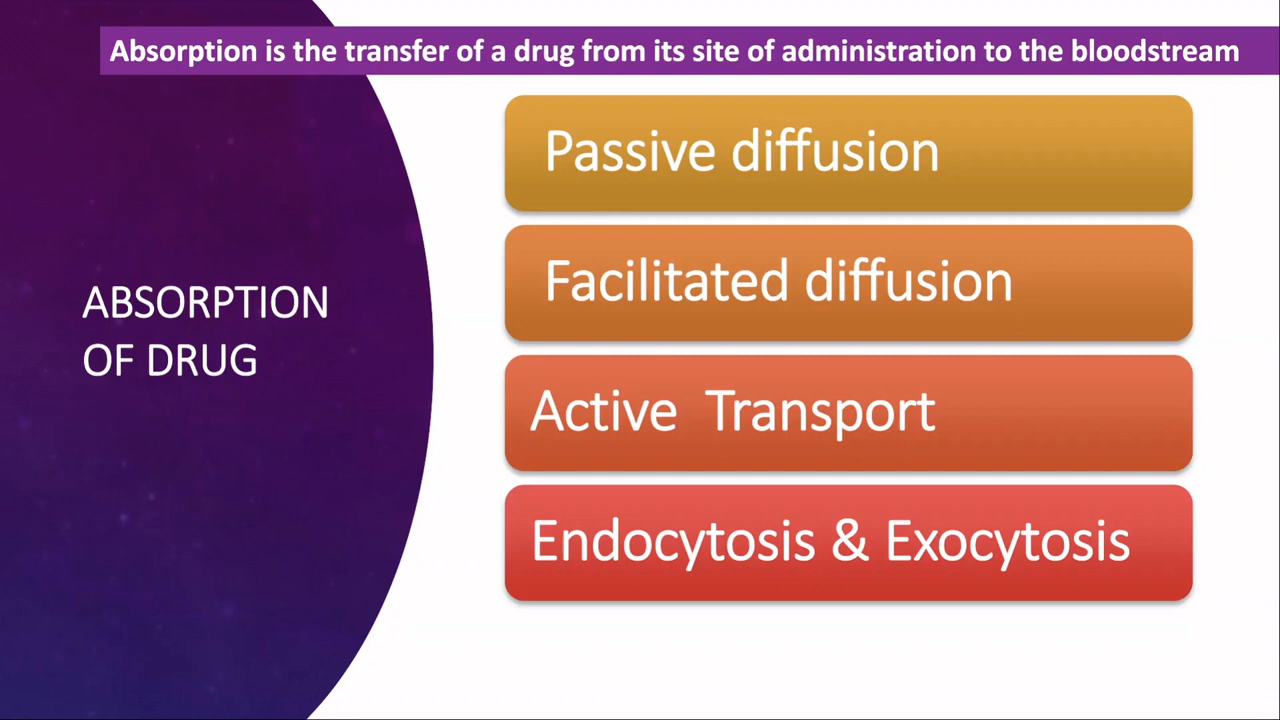 Absorption is the transfer of a drug from its site of administration to the bloodstream
ABSORPTION
OF DRUG
Passive diffusion
Facilitated diffusion
Active Transport
Endocytosis & Exocytosis